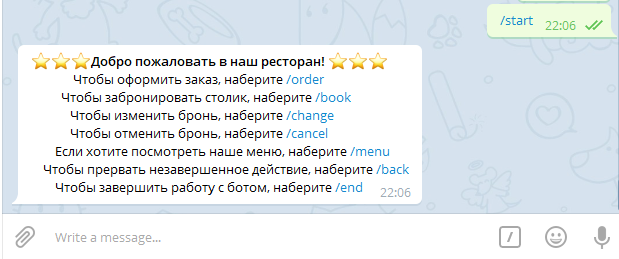 /start
22:06
⭐⭐⭐Добро пожаловать в наш ресторан! ⭐⭐⭐
Чтобы оформить заказ, наберите /order
Чтобы забронировать столик, наберите /book
Чтобы изменить бронь, наберите /change
Чтобы отменить бронь, наберите /cancel
Если хотите посмотреть наше меню, наберите /menu
Чтобы прервать незавершенное действие, наберите /back
Чтобы завершить работу с ботом, наберите /end
22:06
Write a message...